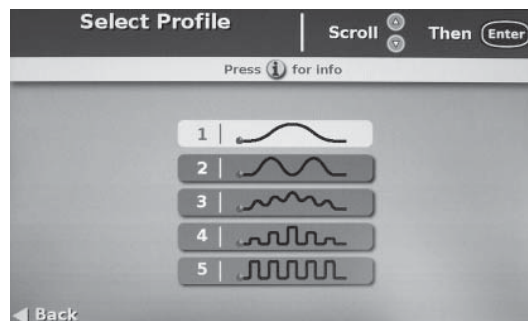 Select Profile
Scroll Then Enter
Press i for info
1
2
3
4
5
Back